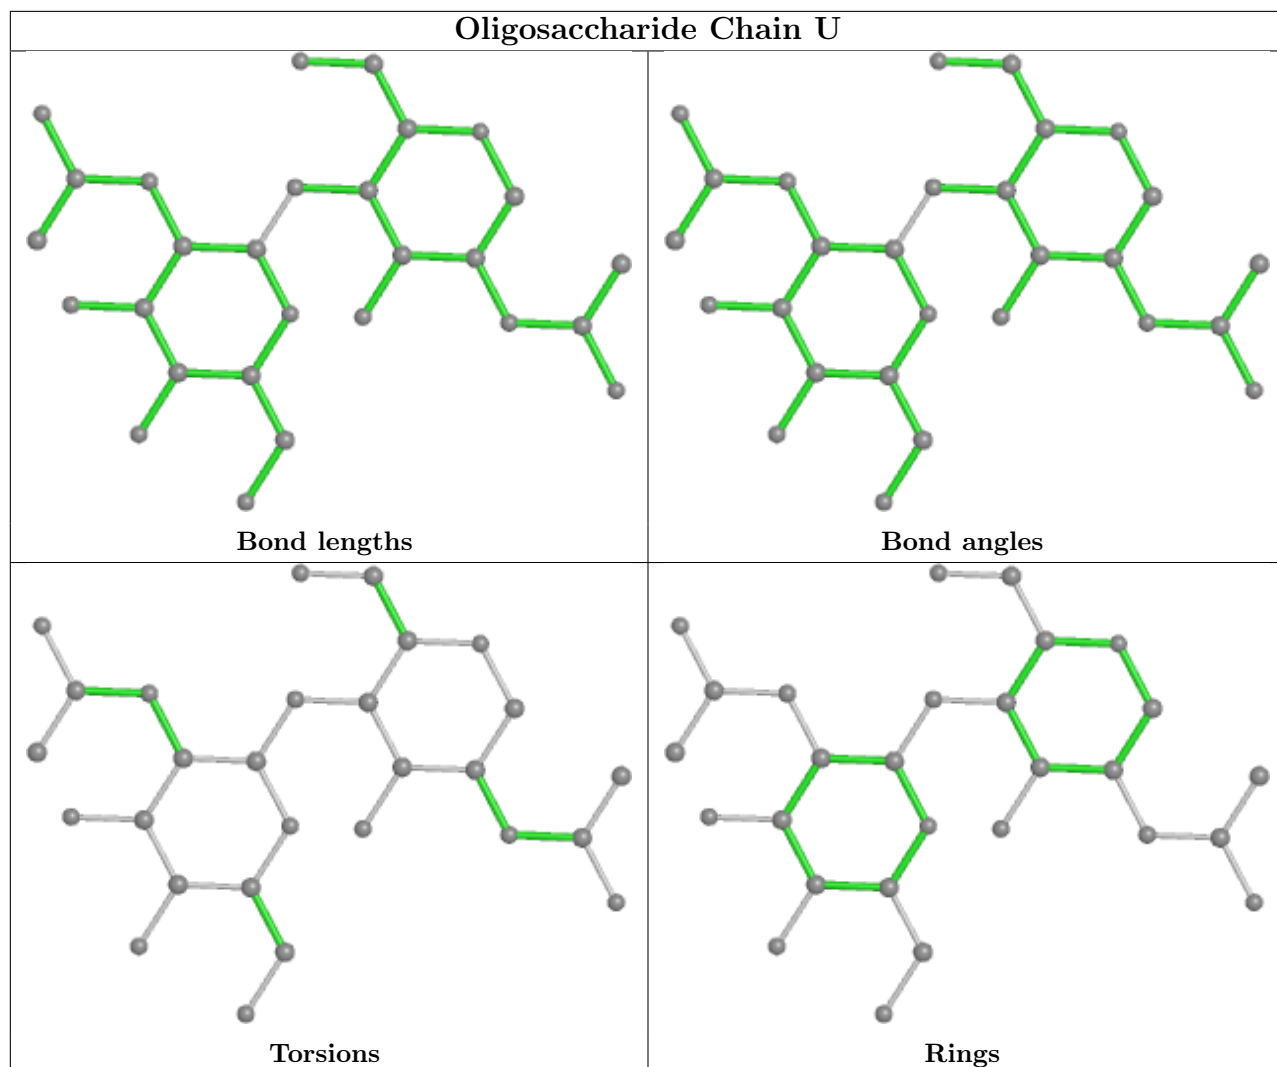 Oligosaccharide Chain U
Bond lengths
Bond angles
Torsions
Rings